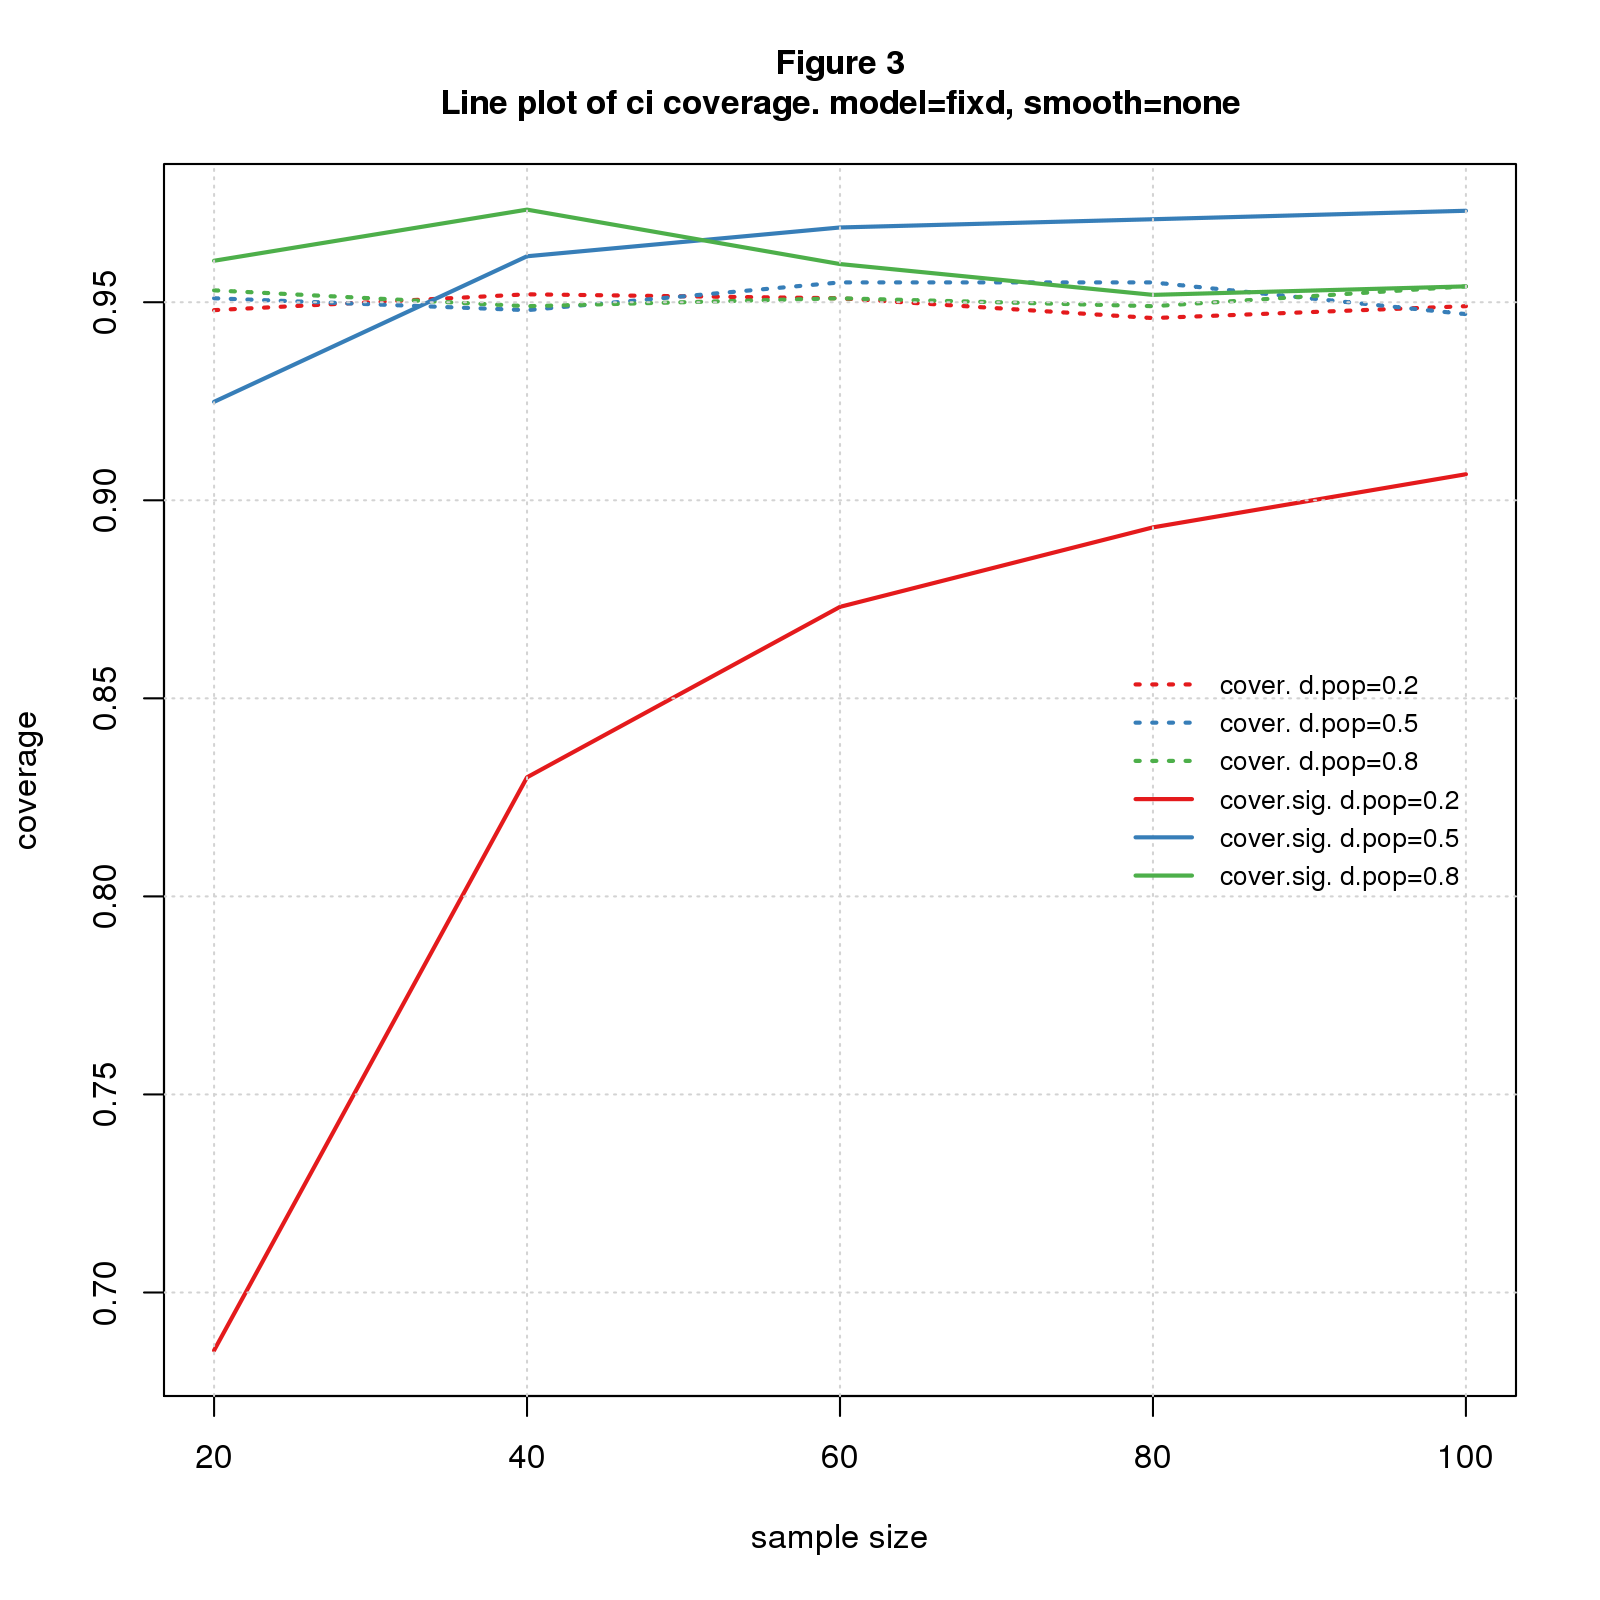 Figure 3
Line plot of ci coverage. model=fixd, smooth=none
coverage
0.95
0.90
0.85
0.80
0.75
0.70
cover. d.pop=0.2
cover. d.pop=0.5
cover. d.pop=0.8
cover.sig. d.pop=0.2
cover.sig. d.pop=0.5
cover.sig. d.pop=0.8
20 40 60 80 100
sample size